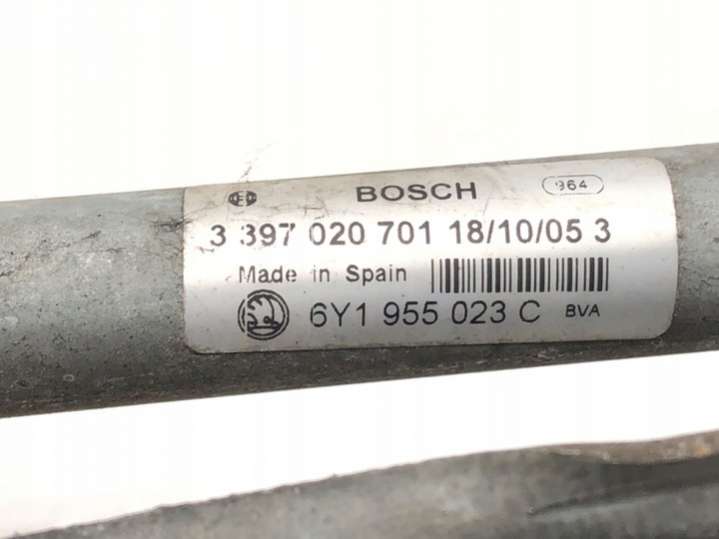 BOSCH 964
3 397 020 701 18/10/05 3
Made in Spain
6Y1 955 023 C BVA